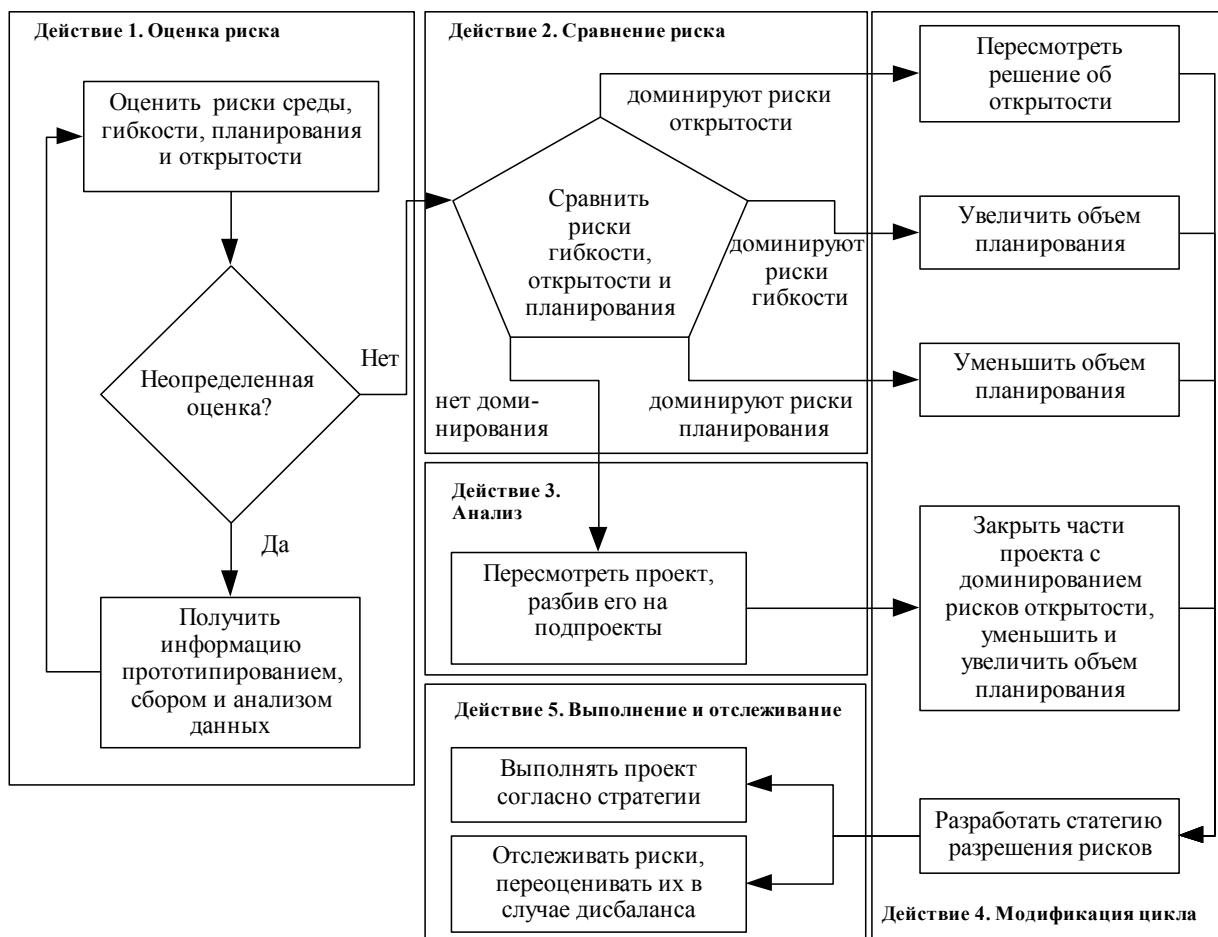 Действие 1. Оценка риска
Оценить риски среды,
гибкости, планирования
и открытости
Неопределенная
оценка?
Нет
Да
Получить
информацию
прототипированием,
сбором и анализом
данных
Действие 2. Сравнение риска
доминируют риски
открытости
Сравнить
риски
гибкости,
открытости и
планирования
доминируют
риски
гибкости
нет доми-
нирования
доминируют риски
планирования
Действие 3.
Анализ
Пересмотреть проект,
разбив его на
подпроекты
Пересмотреть
решение об
открытости
Увеличить объем
планирования
Уменьшить объем
планирования
Закрыть части
проекта с
доминированием
рисков открытости,
уменьшить и
увеличить объем
планирования
Разработать статегию
разрешения рисков
Действие 4. Модификация цикла
Действие 5. Выполнение и отслеживание
Выполнять проект
согласно стратегии
Отслеживать риски,
переоценивать их в
случае дисбаланса